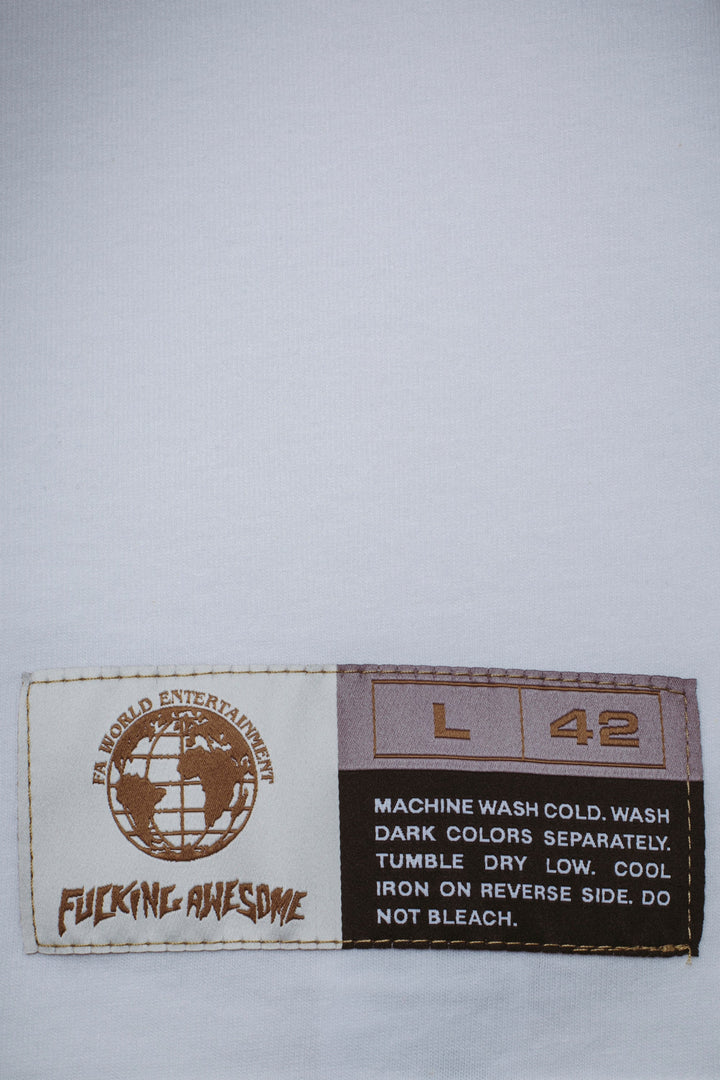 FA WORLD ENTERTAINMENT
FUCKING AWESOME
L 42
MACHINE WASH COLD. WASH
DARK COLORS SEPARATELY.
TUMBLE DRY LOW. COOL
IRON ON REVERSE SIDE. DO
NOT BLEACH.